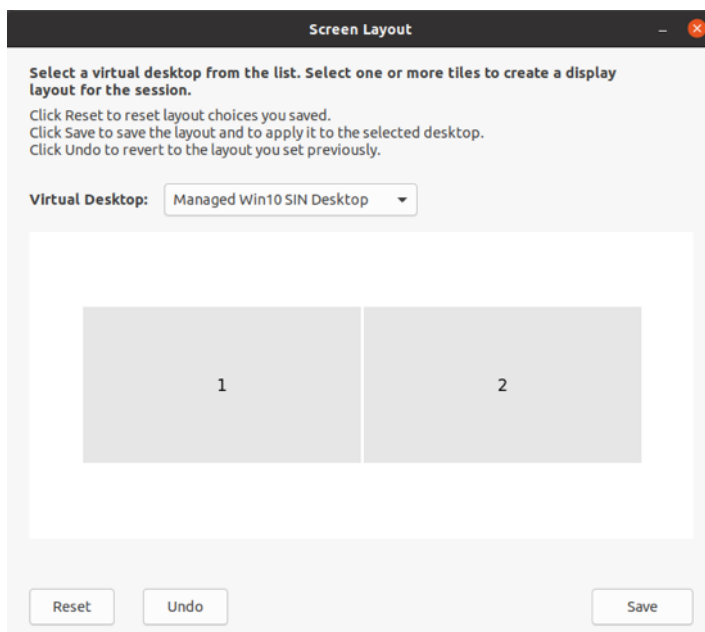 Screen Layout
Select a virtual desktop from the list. Select one or more tiles to create a display
layout for the session.
Click Reset to reset layout choices you saved.
Click Save to save the layout and to apply it to the selected desktop.
Click Undo to revert to the layout you set previously.
Virtual Desktop: Managed Win10 SIN Desktop
1 2
Reset Undo Save